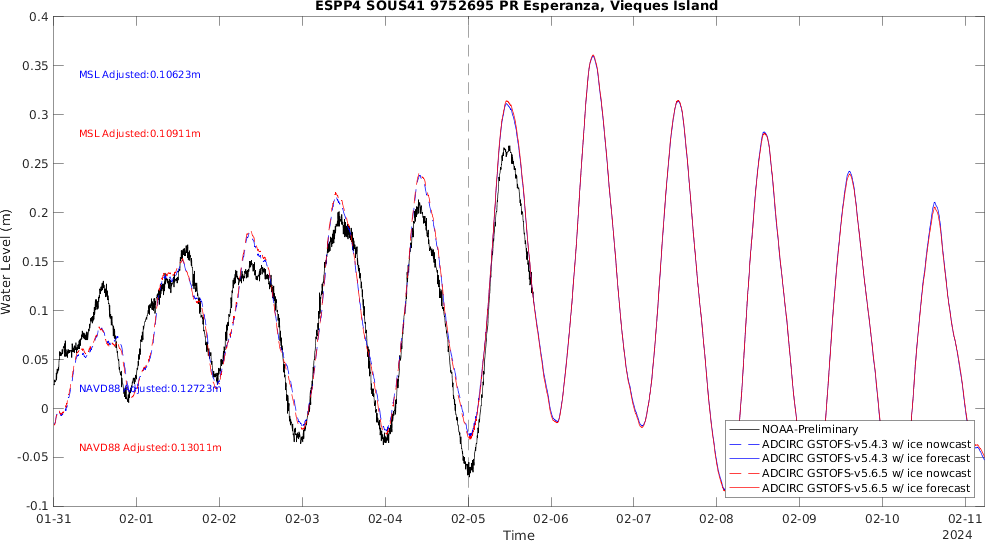 ESPP4 SOUS41 9752695 PR Esperanza, Vieques Island
0.4
0.35
0.3
0.25
0.2
0.15
0.1
0.05
0
-0.05
-0.1
Water Level (m)
MSL Adjusted:0.10623m
MSL Adjusted:0.10911m
NAVD88 Adjusted:0.12723m
NAVD88 Adjusted:0.13011m
NOAA-Preliminary
ADCIRC GSTOFS-v5.4.3 w/ ice nowcast
ADCIRC GSTOFS-v5.4.3 w/ ice forecast
ADCIRC GSTOFS-v5.6.5 w/ ice nowcast
ADCIRC GSTOFS-v5.6.5 w/ ice forecast
01-31 02-01 02-02 02-03 02-04 02-05 02-06 02-07 02-08 02-09 02-10 02-11
Time
2024